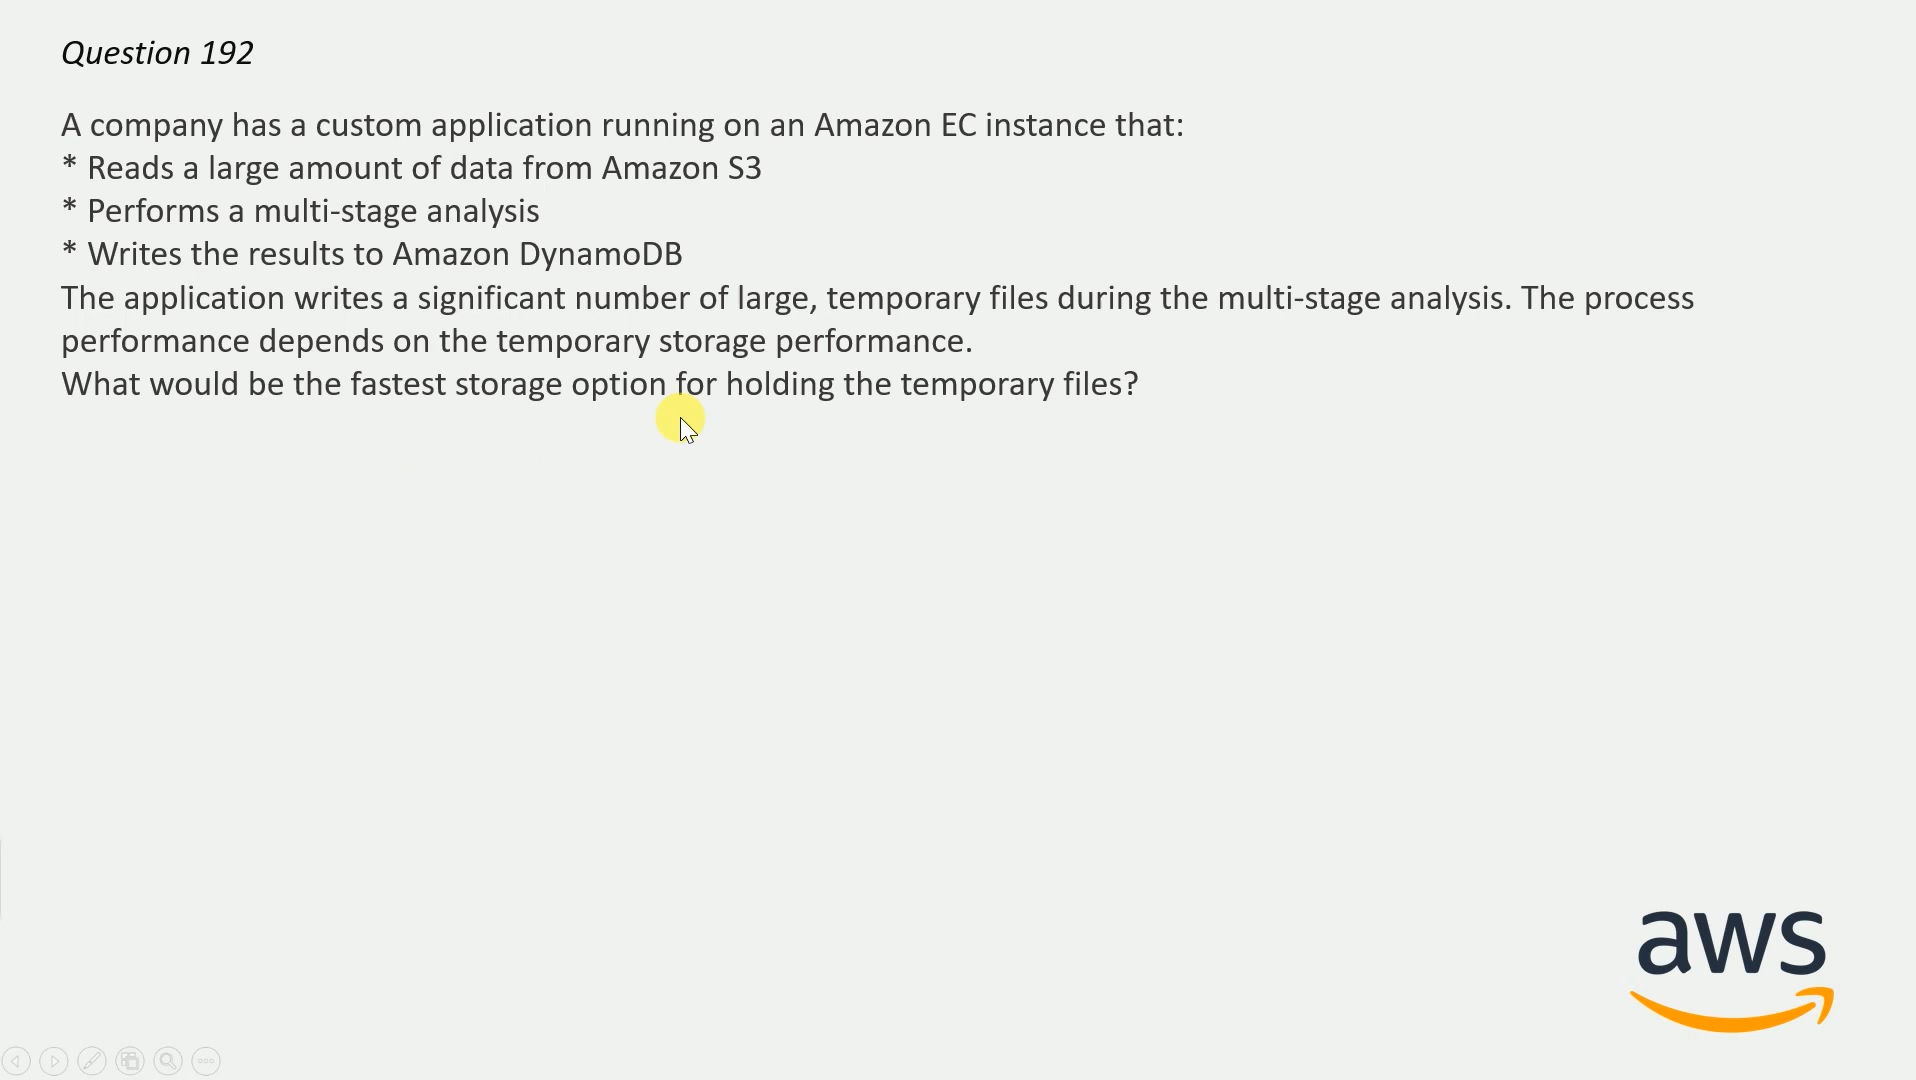 Question 192
A company has a custom application running on an Amazon EC instance that:
* Reads a large amount of data from Amazon S3
* Performs a multi-stage analysis
* Writes the results to Amazon DynamoDB
The application writes a significant number of large, temporary files during the multi-stage analysis. The process
performance depends on the temporary storage performance.
What would be the fastest storage option for holding the temporary files?
aws